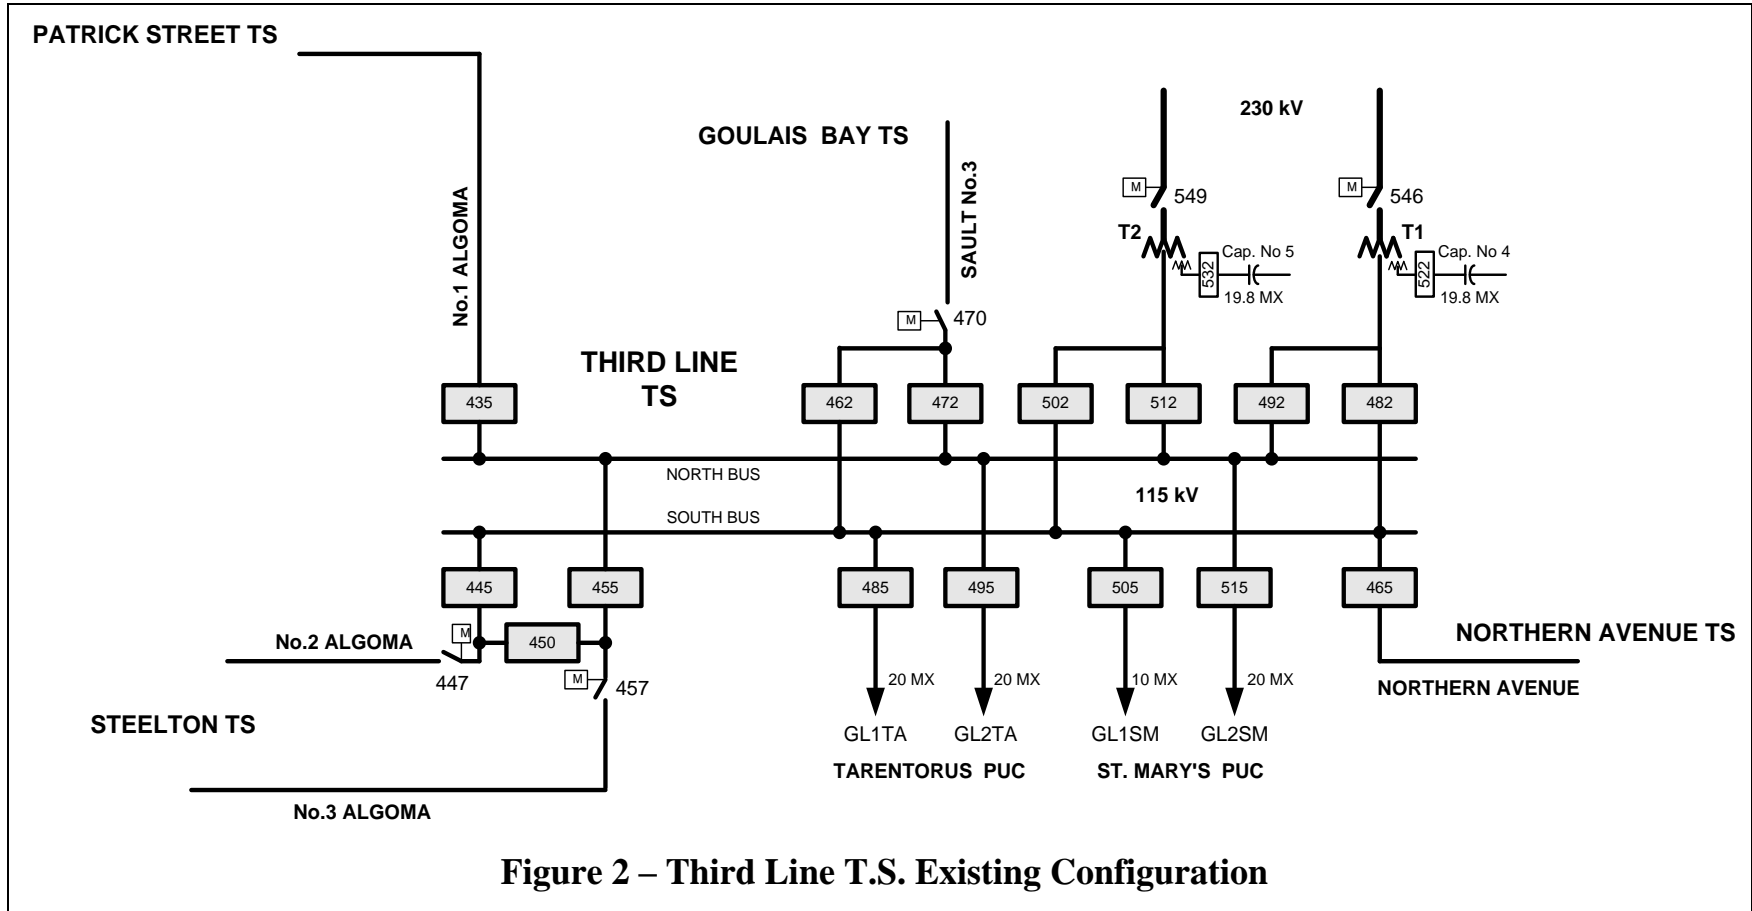 PATRICK STREET TS
230 kV
GOULAIS BAY TS
No.1 ALGOMA
SAULT No.3
M
549
M
546
T2
532
Cap. No 5
19.8 MX
T1
522
Cap. No 4
19.8 MX
M
470
THIRD LINE
TS
435
462
472
502
512
492
482
NORTH BUS
115 kV
SOUTH BUS
445
455
485
495
505
515
465
No.2 ALGOMA
M
450
447
M
457
20 MX
20 MX
10 MX
20 MX
NORTHERN AVENUE TS
NORTHERN AVENUE
STEELTON TS
GL1TA
GL2TA
GL1SM
GL2SM
TARENTORUS PUC
ST. MARY'S PUC
No.3 ALGOMA
Figure 2 – Third Line T.S. Existing Configuration